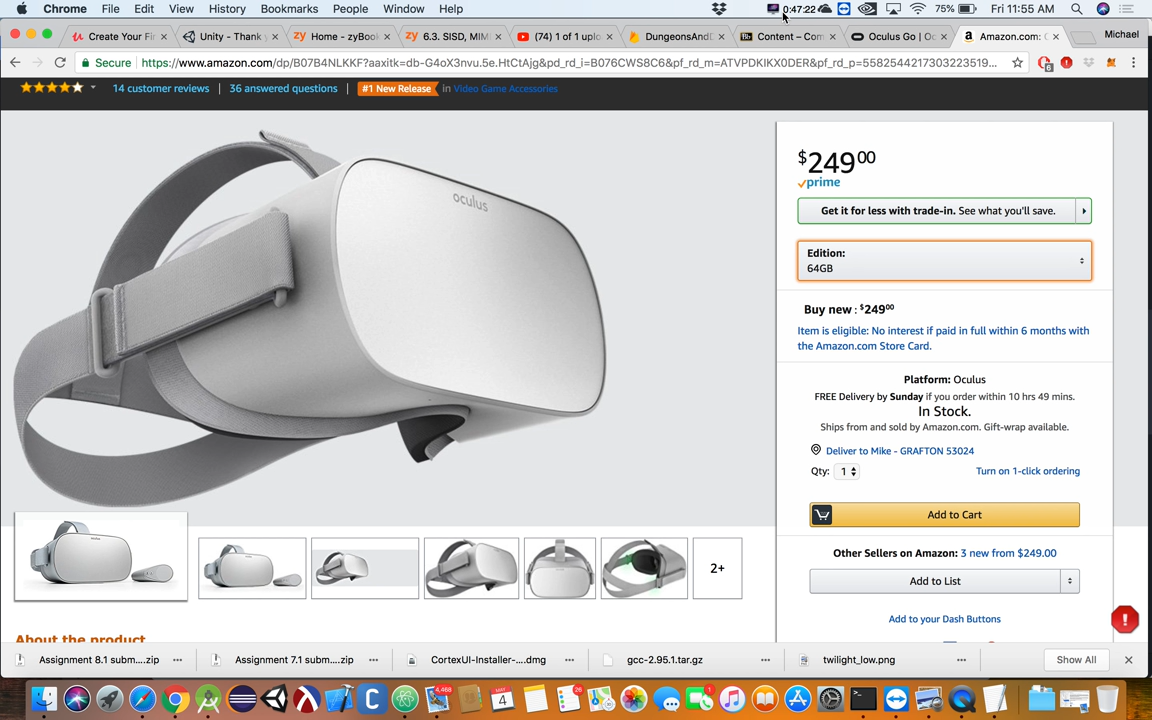 Chrome File Edit View History Bookmarks People Window Help 0:47:22 75% Fri 11:55 AM
Create Your Fi Unity - Thank Home - zyBook 6.3. SISD, MIM (74) 1 of 1 uplo DungeonsAndD Content – Com Oculus Go | Oc Amazon.com: Michael
Secure https://www.amazon.com/dp/B07B4NLKKF?aaxitk=db-G4oX3nvu.5e.HtCtAjg&pd_rd_i=B076CWS8C6&pf_rd_m=ATVPDKIKX0DER&pf_rd_p=5582544217303223519...
14 customer reviews | 36 answered questions | #1 New Release in Video Game Accessories
oculus
$249 00
prime
Get it for less with trade-in. See what you'll save.
Edition:
64GB
Buy new : $249 00
Item is eligible: No interest if paid in full within 6 months with
the Amazon.com Store Card.
Platform: Oculus
FREE Delivery by Sunday if you order within 10 hrs 49 mins.
In Stock.
Ships from and sold by Amazon.com. Gift-wrap available.
Deliver to Mike - GRAFTON 53024
Qty: 1 Turn on 1-click ordering
Add to Cart
Other Sellers on Amazon: 3 new from $249.00
2+
Add to List
Add to your Dash Buttons
About the product
Assignment 8.1 subm....zip Assignment 7.1 subm....zip CortexUI-Installer-....dmg gcc-2.95.1.tar.gz twilight_low.png Show All
4,468 MAY 4 26 1